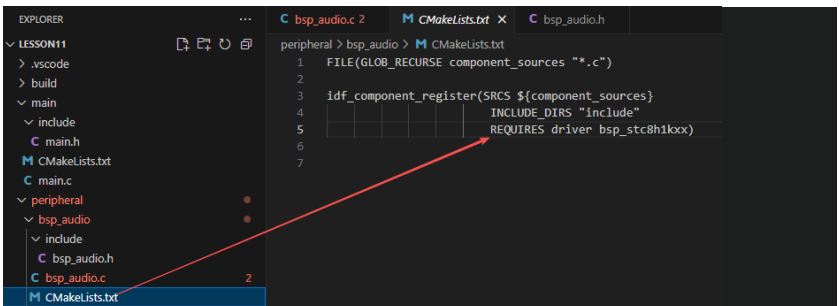 EXPLORER
LESSON11
.vscode
build
main
include
C main.h
M CMakeLists.txt
C main.c
peripheral
bsp_audio
include
C bsp_audio.h
C bsp_audio.c 2
M CMakeLists.txt
C bsp_audio.c 2 M CMakeLists.txt × C bsp_audio.h
peripheral > bsp_audio > M CMakeLists.txt
1 FILE(GLOB_RECURSE component_sources "*.c")
2
3 idf_component_register(SRCS ${component_sources}
4 INCLUDE_DIRS "include"
5 REQUIRES driver bsp_stc8h1kxx)
6
7